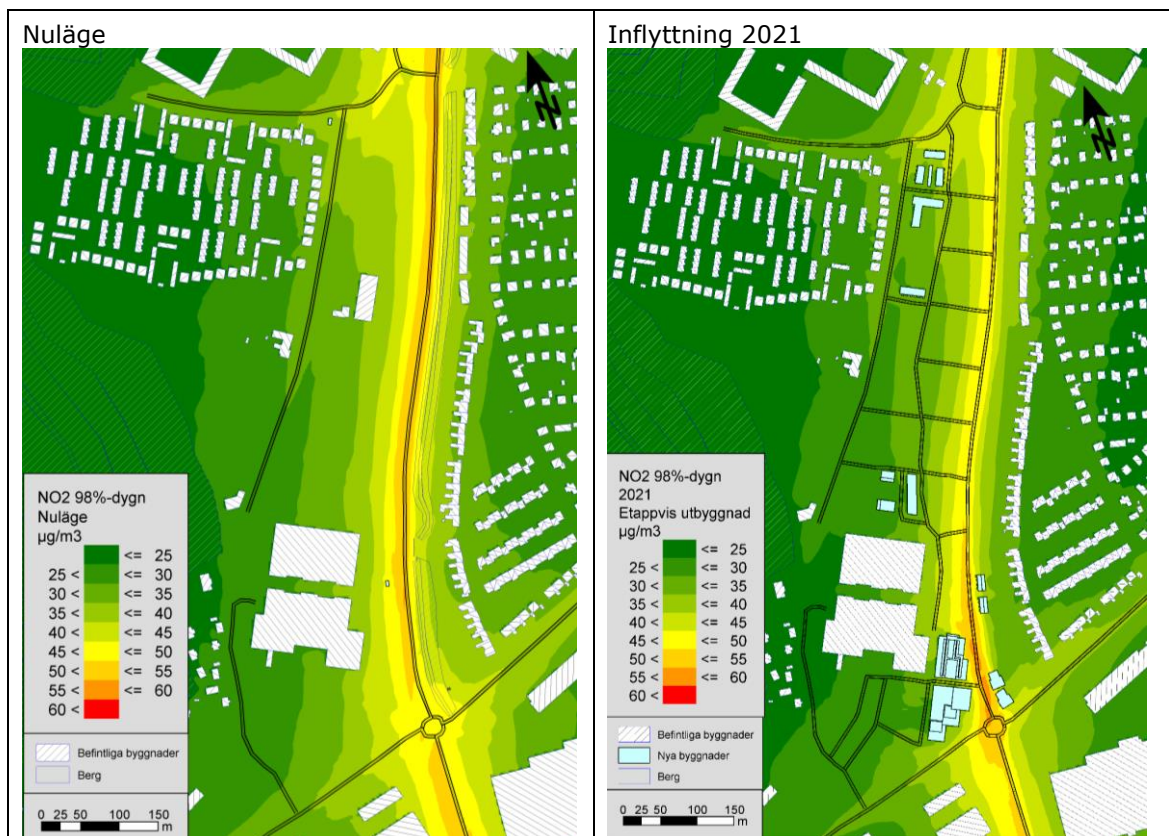 Nuläge
NO2 98%-dygn
Nuläge
µg/m3
<= 25
25 < <= 30
30 < <= 35
35 < <= 40
40 < <= 45
45 < <= 50
50 < <= 55
55 < <= 60
60 <
Befintliga byggnader
Berg
0 25 50 100 150
m
N
Inflyttning 2021
NO2 98%-dygn
2021
Etappvis utbyggnad
µg/m3
<= 25
25 < <= 30
30 < <= 35
35 < <= 40
40 < <= 45
45 < <= 50
50 < <= 55
55 < <= 60
60 <
Befintliga byggnader
Nya byggnader
Berg
0 25 50 100 150
m
N